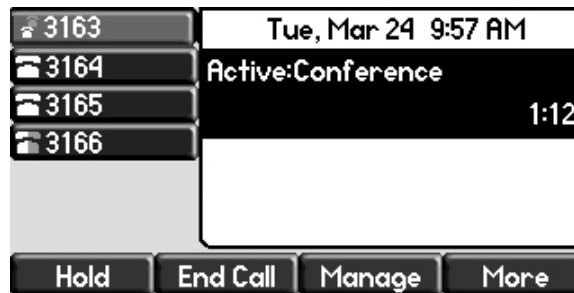 3163
Tue, Mar 24 9:57 AM
3164
Active:Conference
3165
1:12
3166
Hold
End Call
Manage
More